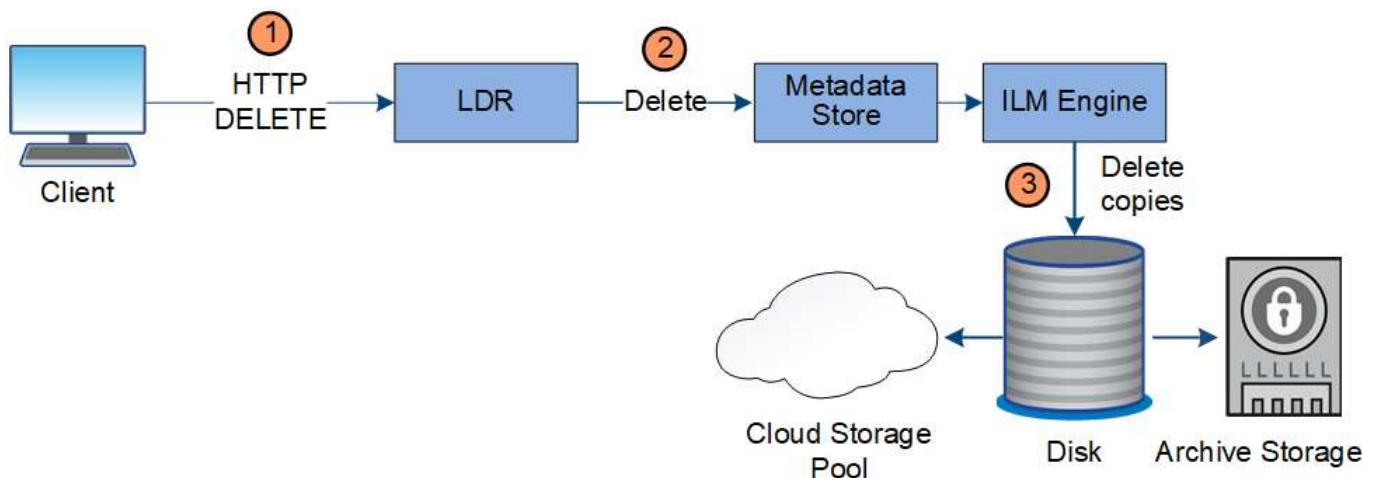 1
HTTP
DELETE
LDR
2
Delete
Metadata
Store
ILM Engine
Client
3
Delete
copies
L L L L L L
Cloud Storage
Pool
Disk
Archive Storage